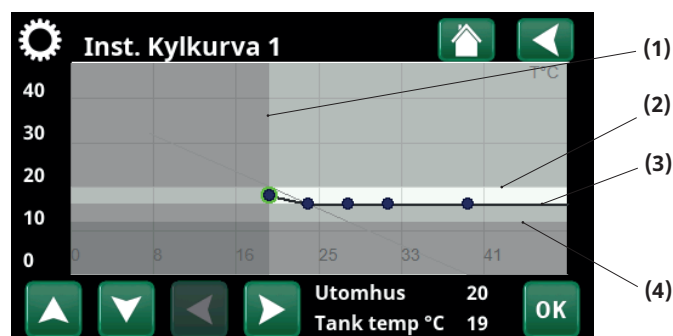 Inst. Kylkurva 1
(1)
T°C
40
(2)
30
(3)
20
10
0
0 8 16 25 33 41
(4)
Utomhus 20
Tank temp °C 19
OK